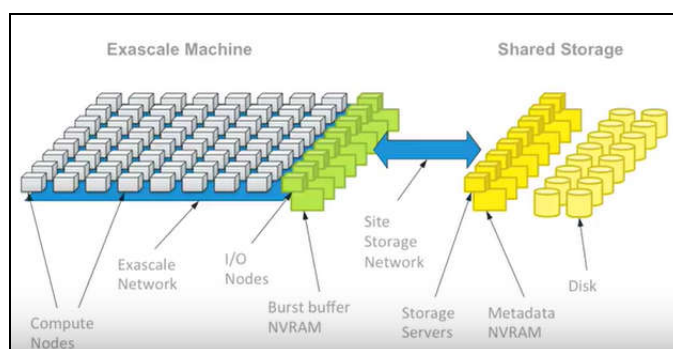 Exascale Machine
Shared Storage
Compute
Nodes
Exascale
Network
I/O
Nodes
Burst buffer
NVRAM
Site
Storage
Network
Storage
Servers
Metadata
NVRAM
Disk